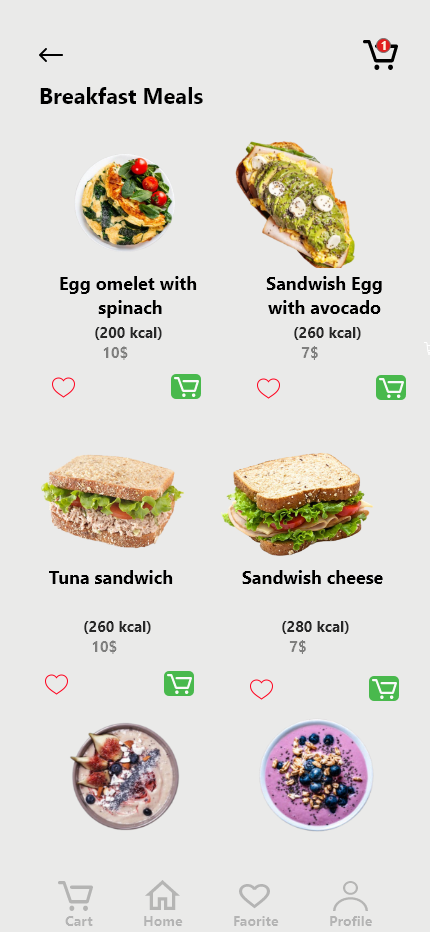 1
Breakfast Meals
Egg omelet with
spinach
(200 kcal)
10$
Sandwish Egg
with avocado
(260 kcal)
7$
Tuna sandwich
(260 kcal)
10$
Sandwish cheese
(280 kcal)
7$
Cart
Home
Faorite
Profile